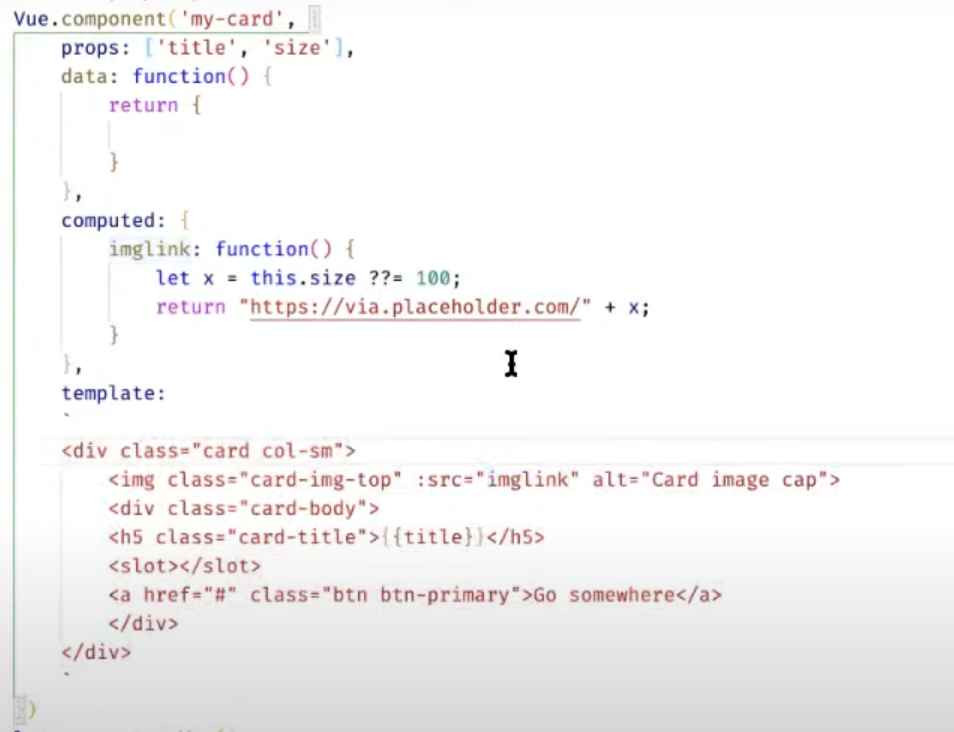 Vue.component('my-card', {
    props: ['title', 'size'],
    data: function() {
        return {

        }
    },
    computed: {
        imglink: function() {
            let x = this.size ??= 100;
            return "https://via.placeholder.com/" + x;
        }
    },
    template:
    `
    <div class="card col-sm">
        <img class="card-img-top" :src="imglink" alt="Card image cap">
        <div class="card-body">
        <h5 class="card-title">{{title}}</h5>
        <slot></slot>
        <a href="#" class="btn btn-primary">Go somewhere</a>
        </div>
    </div>
    `
})